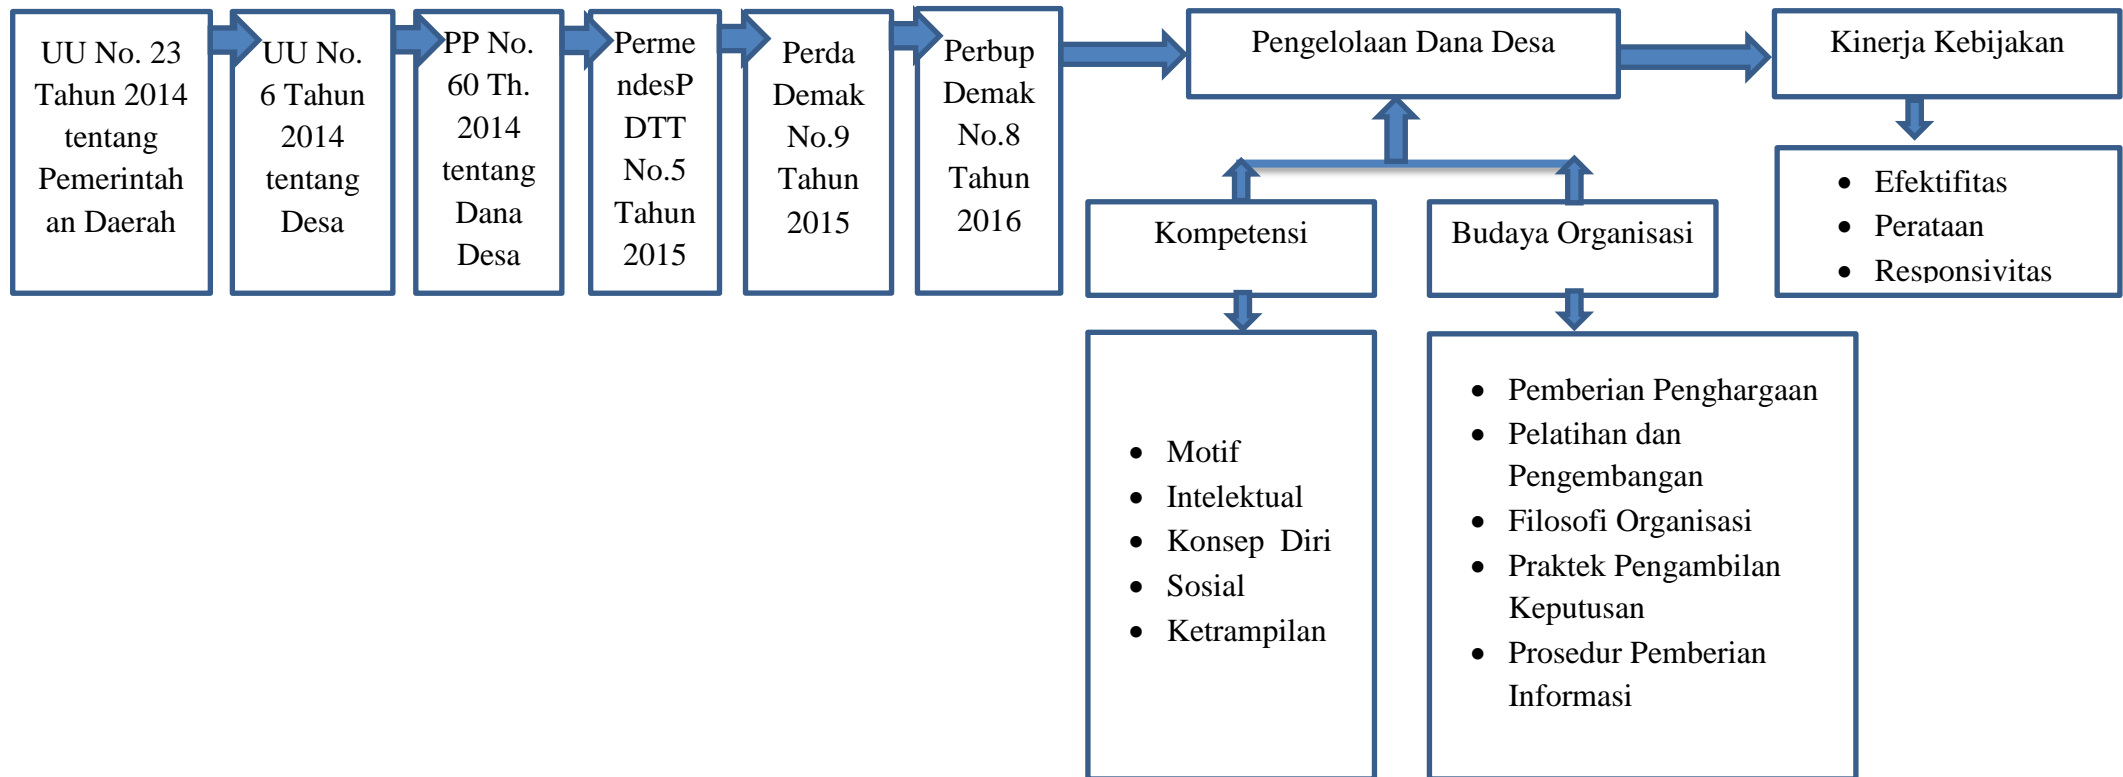 UU No. 23
Tahun 2014
tentang
Pemerintah
an Daerah
UU No.
6 Tahun
2014
tentang
Desa
PP No.
60 Th.
2014
tentang
Dana
Desa
Perme
ndesP
DTT
No.5
Tahun
2015
Perda
Demak
No.9
Tahun
2015
Perbup
Demak
No.8
Tahun
2016
Pengelolaan Dana Desa
Kinerja Kebijakan
• Efektifitas
• Perataan
• Responsivitas
Kompetensi
Budaya Organisasi
• Motif
• Intelektual
• Konsep Diri
• Sosial
• Ketrampilan
• Pemberian Penghargaan
• Pelatihan dan
Pengembangan
• Filosofi Organisasi
• Praktek Pengambilan
Keputusan
• Prosedur Pemberian
Informasi